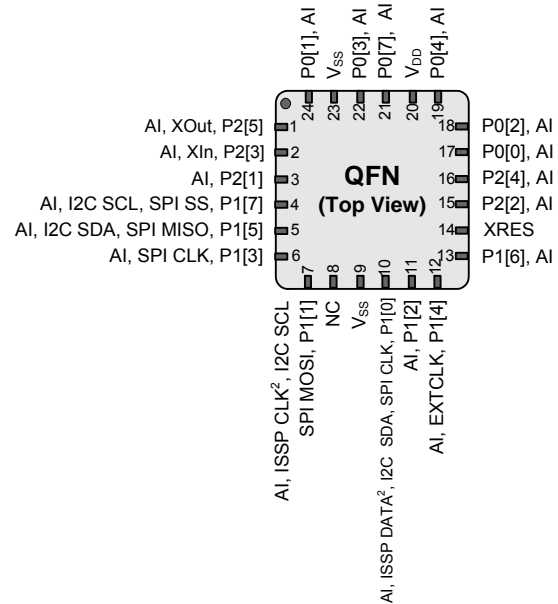 P0[1], AI
VSS
P0[3], AI
P0[7], AI
VDD
P0[4], AI
24
23
22
21
20
19
AI, XOut, P2[5]
1
AI, XIn, P2[3]
2
AI, P2[1]
3
AI, I2C SCL, SPI SS, P1[7]
4
AI, I2C SDA, SPI MISO, P1[5]
5
AI, SPI CLK, P1[3]
6
QFN
(Top View)
18
P0[2], AI
17
P0[0], AI
16
P2[4], AI
15
P2[2], AI
14
XRES
13
P1[6], AI
7
8
9
10
11
12
AI, ISSP CLK², I2C SCL
SPI MOSI, P1[1]
NC
VSS
AI, ISSP DATA², I2C SDA, SPI CLK, P1[0]
AI, P1[2]
AI, EXTCLK, P1[4]